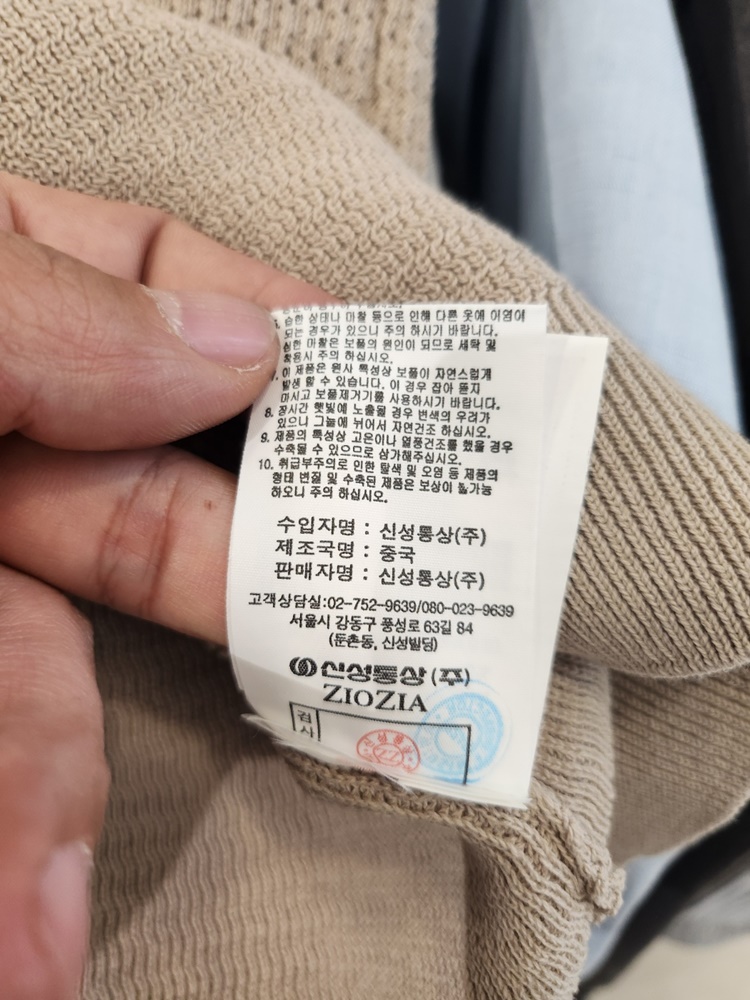 습한 상태나 마찰 등으로 인해 다른 옷에 이염이
되는 경우가 있으니 주의 하시기 바랍니다.
심한 마찰은 보풀의 원인이 되므로 세탁 및
착용시 주의 하십시오.
이 제품은 원사 특성상 보풀이 자연스럽게
발생 할 수 있습니다. 이 경우 잡아 뜯지
마시고 보풀제거기를 사용하시기 바랍니다.
8. 장시간 햇빛에 노출될 경우 변색의 우려가
있으니 그늘에 뉘어서 자연건조 하십시오.
9. 제품의 특성상 고온이나 열풍건조를 했을 경우
수축될 수 있으므로 삼가해주십시오.
10. 취급부주의로 인한 탈색 및 오염 등 제품의
형태 변질 및 수축된 제품은 보상이 불가능
하오니 주의 하십시오.
수입자명 : 신성통상(주)
제조국명 : 중국
판매자명 : 신성통상(주)
고객상담실:02-752-9639/080-023-9639
서울시 강동구 풍성로 63길 84
(둔촌동, 신성빌딩)
신성통상(주)
ZIOZIA
검사